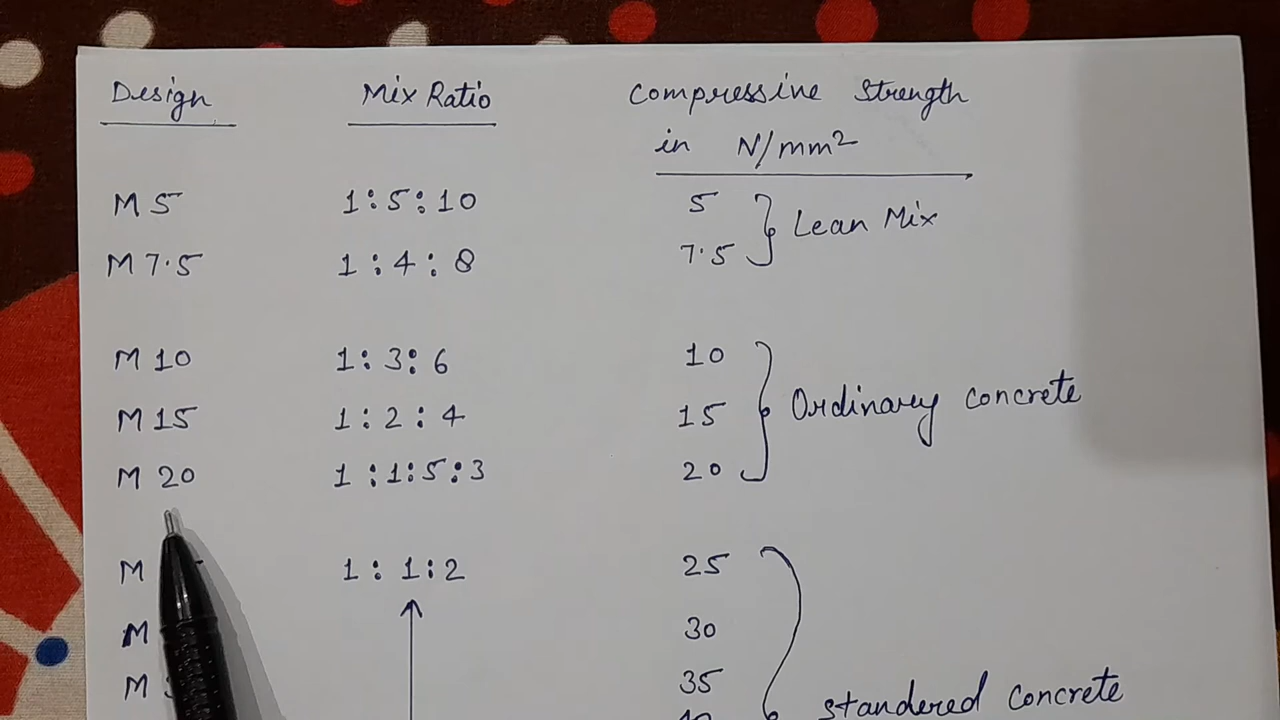 Design Mix Ratio Compressive Strength
in N/mm²
M 5 1:5:10 5
Lean Mix
M 7.5 1:4:8 7.5
M 10 1:3:6 10
M 15 1:2:4 15 Ordinary concrete
M 20 1:1:5:3 20
M 1:1:2 25
M 30
M 35
standered concrete